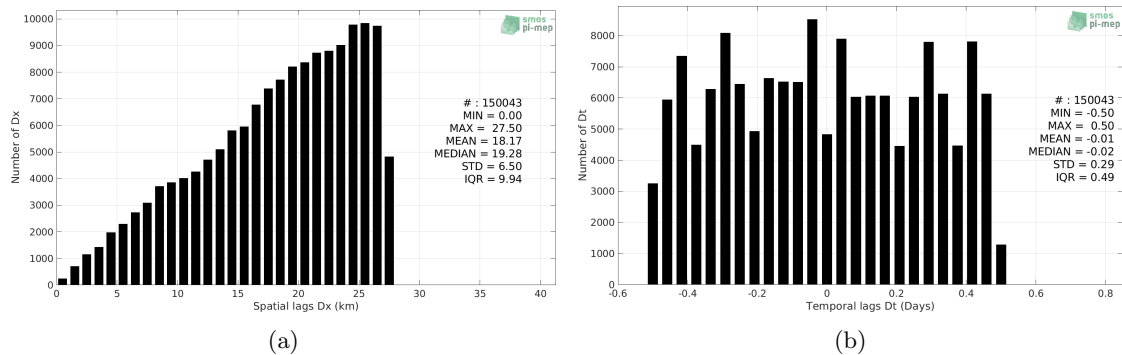 10000
9000
8000
7000
6000
5000
4000
3000
2000
1000
0
Number of Dx
smos
pi-mep
# : 150043
MIN = 0.00
MAX = 27.50
MEAN = 18.17
MEDIAN = 19.28
STD = 6.50
IQR = 9.94
0 5 10 15 20 25 30 35 40
Spatial lags Dx (km)
(a)
8000
7000
6000
5000
4000
3000
2000
1000
0
Number of Dt
smos
pi-mep
# : 150043
MIN = -0.50
MAX = 0.50
MEAN = -0.01
MEDIAN = -0.02
STD = 0.29
IQR = 0.49
-0.6 -0.4 -0.2 0 0.2 0.4 0.6 0.8
Temporal lags Dt (Days)
(b)